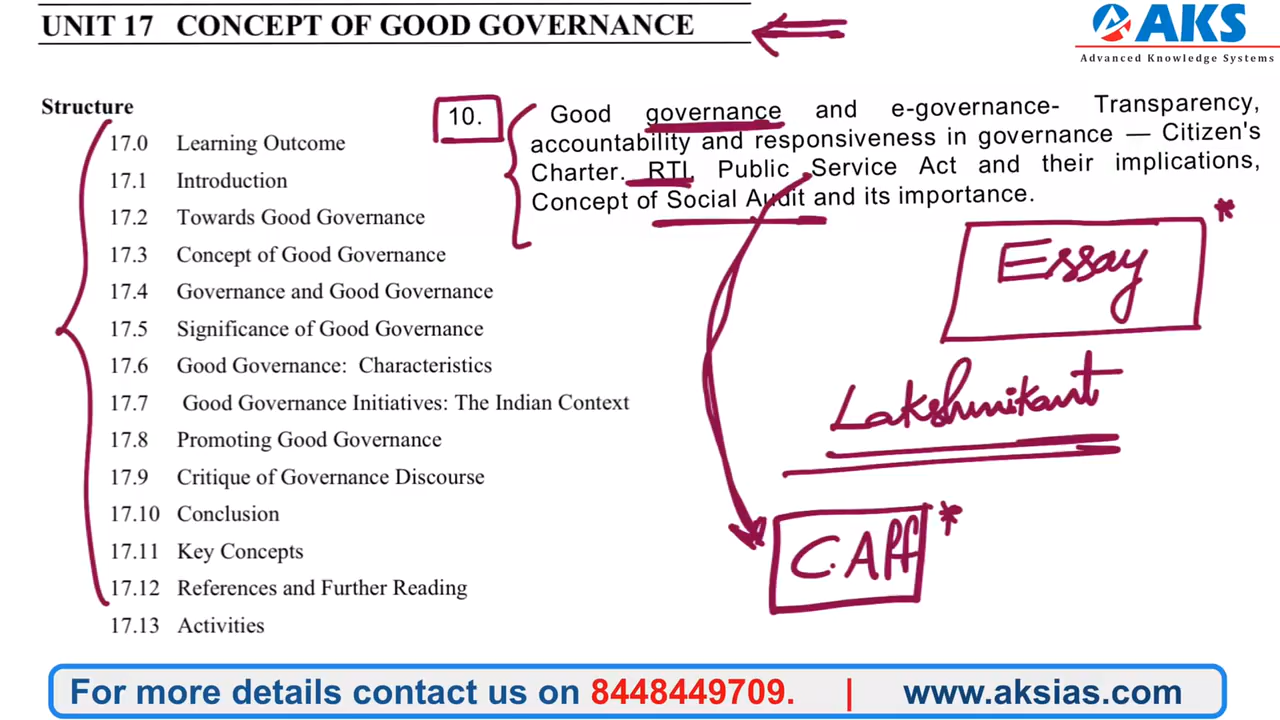 UNIT 17 CONCEPT OF GOOD GOVERNANCE
AKS
Advanced Knowledge Systems
Structure
17.0 Learning Outcome
17.1 Introduction
17.2 Towards Good Governance
17.3 Concept of Good Governance
17.4 Governance and Good Governance
17.5 Significance of Good Governance
17.6 Good Governance: Characteristics
17.7 Good Governance Initiatives: The Indian Context
17.8 Promoting Good Governance
17.9 Critique of Governance Discourse
17.10 Conclusion
17.11 Key Concepts
17.12 References and Further Reading
17.13 Activities
10. Good governance and e-governance- Transparency,
accountability and responsiveness in governance — Citizen's
Charter. RTI, Public Service Act and their implications,
Concept of Social Audit and its importance.
Essay *
Lakshmikant
C. Aff *
For more details contact us on 8448449709. | www.aksias.com